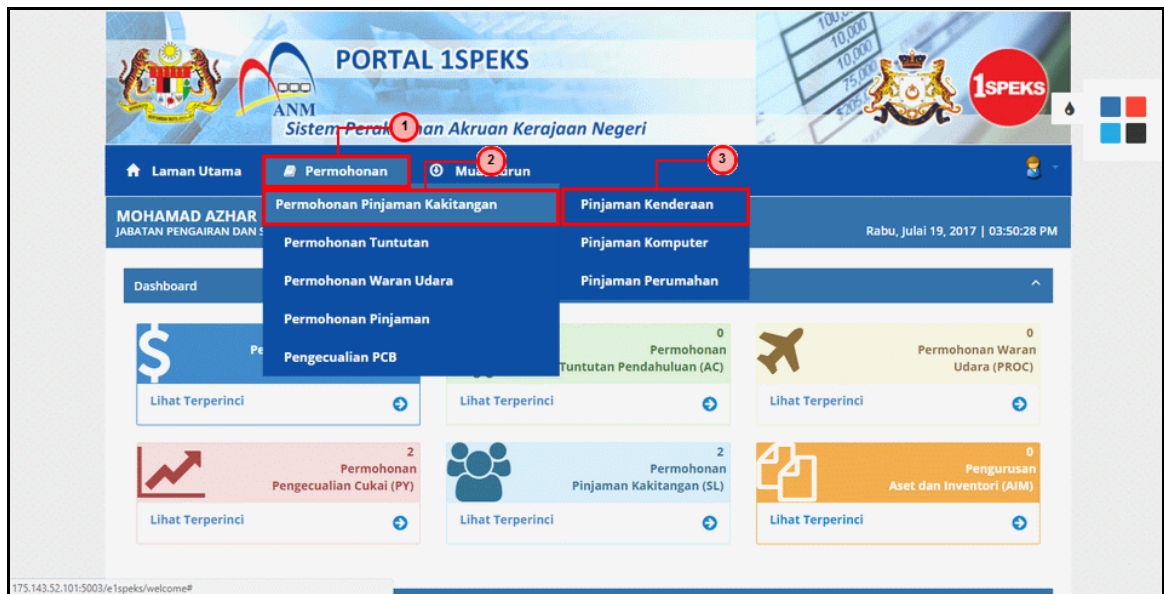 PORTAL 1SPEKS
ANM
Sistem Akruan Kerajaan Negeri
1SPEKS
1
2
3
Laman Utama
Permohonan
MOHAMAD AZHAR
JABATAN PENGAIRAN DAN
Rabu, Julai 19, 2017 | 03:50:28 PM
Permohonan Pinjaman Kakitangan
Permohonan Tuntutan
Permohonan Waran Udara
Permohonan Pinjaman
Pengecualian PCB
Pinjaman Kenderaan
Pinjaman Komputer
Pinjaman Perumahan
Dashboard
Lihat Terperinci
0
Permohonan
Tuntutan Pendahuluan (AC)
Lihat Terperinci
0
Permohonan Waran
Udara (PROC)
Lihat Terperinci
2
Permohonan
Pengecualian Cukai (PY)
Lihat Terperinci
2
Permohonan
Pinjaman Kakitangan (SL)
Lihat Terperinci
0
Pengurusan
Aset dan Inventori (AIM)
Lihat Terperinci
175.143.52.101:5003/e1speks/welcome#